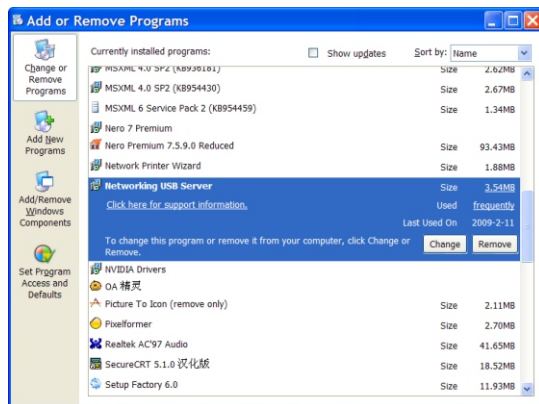 Add or Remove Programs
Change or Remove Programs
Add New Programs
Add/Remove Windows Components
Set Program Access and Defaults
Currently installed programs: Show updates Sort by: Name
MSXML 4.0 SP2 (KB936181) Size 2.62MB
MSXML 4.0 SP2 (KB954430) Size 2.67MB
MSXML 6 Service Pack 2 (KB954459) Size 1.34MB
Nero 7 Premium
Nero Premium 7.5.9.0 Reduced Size 93.43MB
Network Printer Wizard Size 1.88MB
Networking USB Server Size 3.54MB
Click here for support information. Used frequently
Last Used On 2009-2-11
To change this program or remove it from your computer, click Change or Remove. Change Remove
NVIDIA Drivers
OA 精灵
Picture To Icon (remove only) Size 2.11MB
Pixelformer Size 2.70MB
Realtek AC'97 Audio Size 41.65MB
SecureCRT 5.1.0 汉化版 Size 18.52MB
Setup Factory 6.0 Size 11.93MB